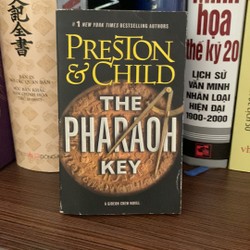 #1 NEW YORK TIMES BESTSELLING AUTHORS
PRESTON
& CHILD
THE
PHARAOH
KEY
A GIDEON CREW NOVEL
họa
thế kỷ 20
LỊCH SỬ
VĂN MINH
NHÂN LOẠI
HIỆN ĐẠI
1900-2000
全書
ĐÔNG